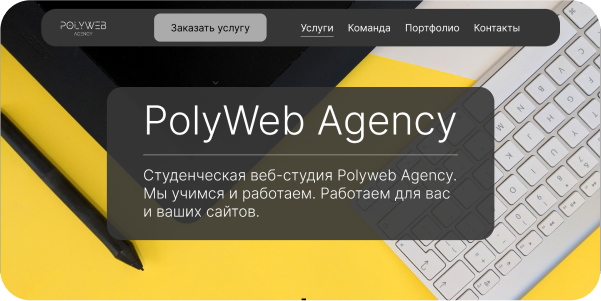 POLYWEB
AGENCY
Заказать услугу
Услуги
Команда
Портфолио
Контакты
PolyWeb Agency
Студенческая веб-студия Polyweb Agency.
Мы учимся и работаем. Работаем для вас
и ваших сайтов.